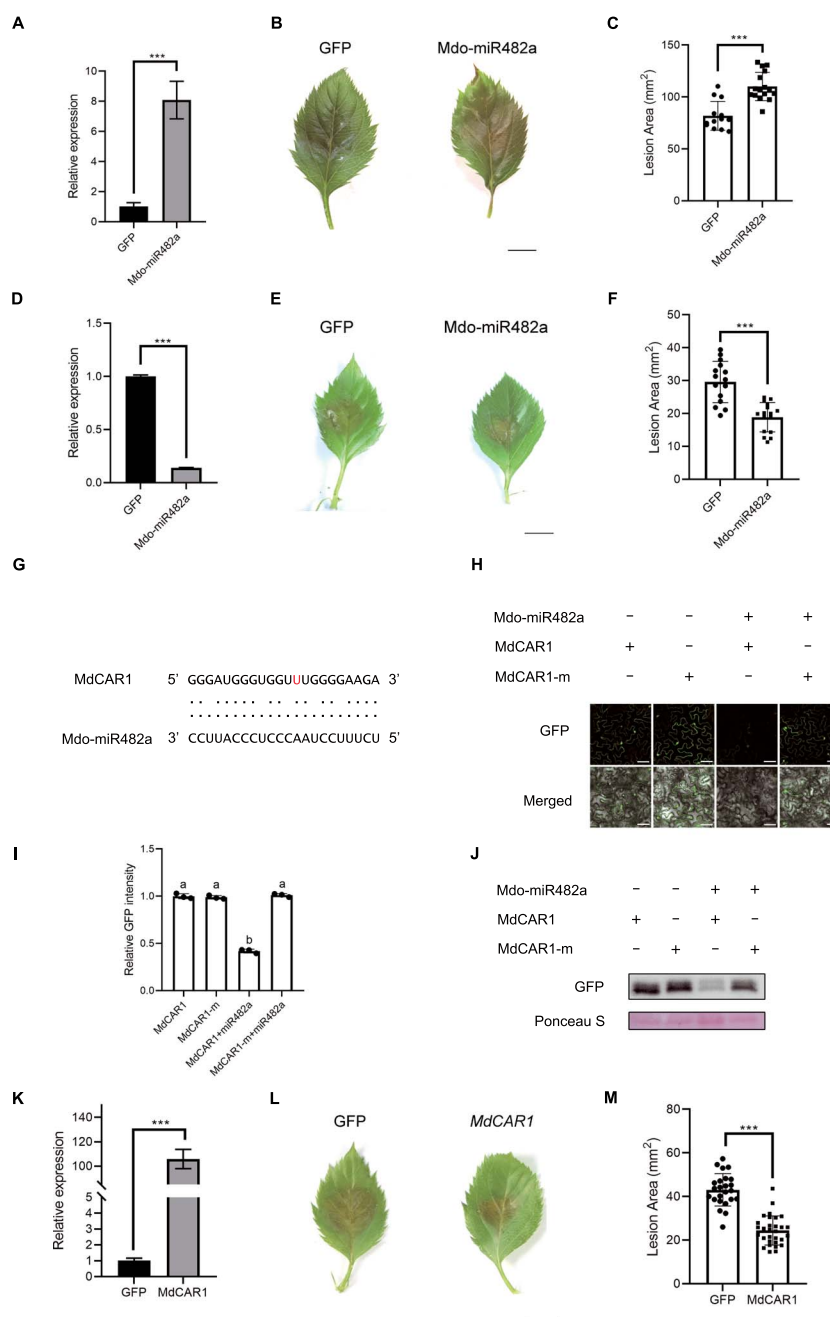 A
***
Relative expression
10
8
6
4
2
0
GFP
Mdo-miR482a
B
GFP
Mdo-miR482a
C
***
Lesion Area (mm²)
150
100
50
0
GFP
Mdo-miR482a
D
***
Relative expression
1.5
1.0
0.5
0.0
GFP
Mdo-miR482a
E
GFP
Mdo-miR482a
F
***
Lesion Area (mm²)
50
40
30
20
10
0
GFP
Mdo-miR482a
G
MdCAR1 5' GGGAUGGGUGGUUUGGGGAAGA 3'
Mdo-miR482a 3' CCUUACCCUCCCAAUCCUUUCU 5'
H
Mdo-miR482a − − + +
MdCAR1 + − + −
MdCAR1-m − + − +
GFP
Merged
I
Relative GFP intensity
1.5
1.0
0.5
0.0
a
a
b
a
MdCAR1
MdCAR1-m
MdCAR1+miR482a
MdCAR1-m+miR482a
J
Mdo-miR482a − − + +
MdCAR1 + − + −
MdCAR1-m − + − +
GFP
Ponceau S
K
***
Relative expression
140
120
100
80
5
4
3
2
1
0
GFP MdCAR1
L
GFP
MdCAR1
M
***
Lesion Area (mm²)
80
60
40
20
0
GFP MdCAR1